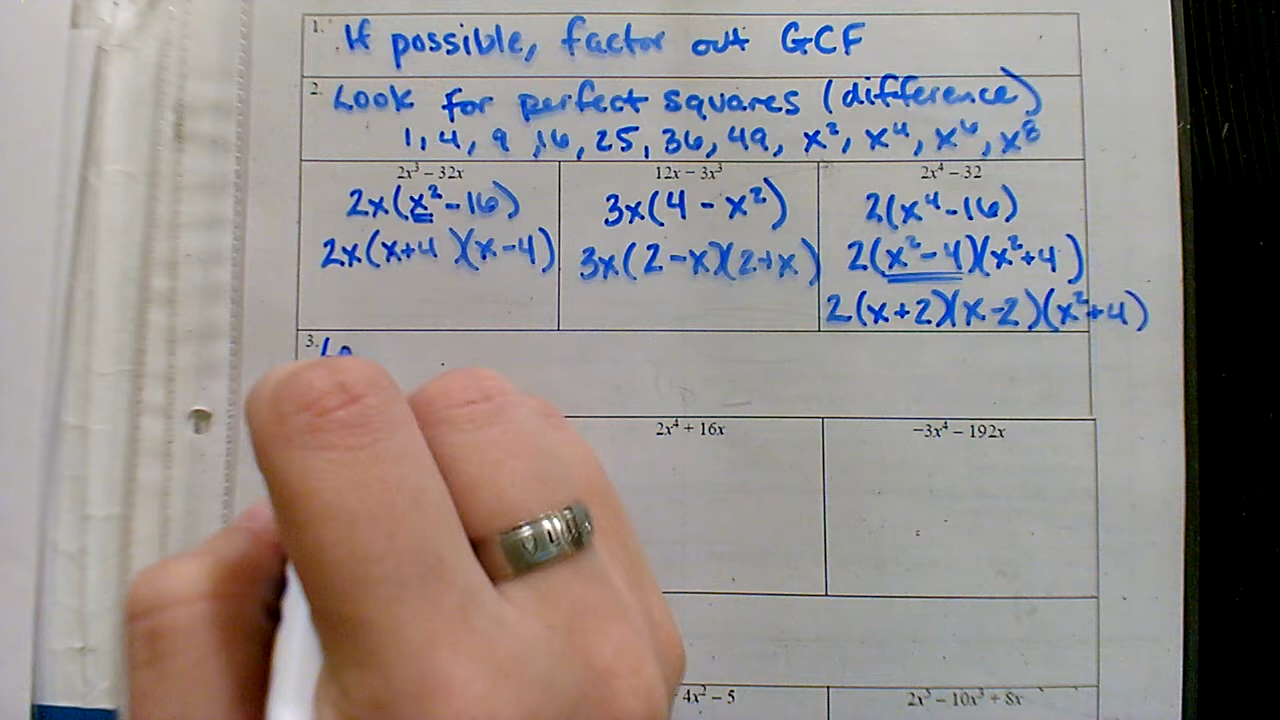 1. If possible, factor out GCF
2. Look for perfect squares (difference)
1, 4, 9, 16, 25, 36, 49, x², x⁴, x⁶, x⁸
2x³ – 32x
2x(x²-16)
2x(x+4)(x-4)
12x – 3x³
3x(4-x²)
3x(2-x)(2+x)
2x⁴ – 32
2(x⁴-16)
2(x²-4)(x²+4)
2(x+2)(x-2)(x²+4)
3. Lo
2x⁴ + 16x
–3x⁴ – 192x
4x² – 5